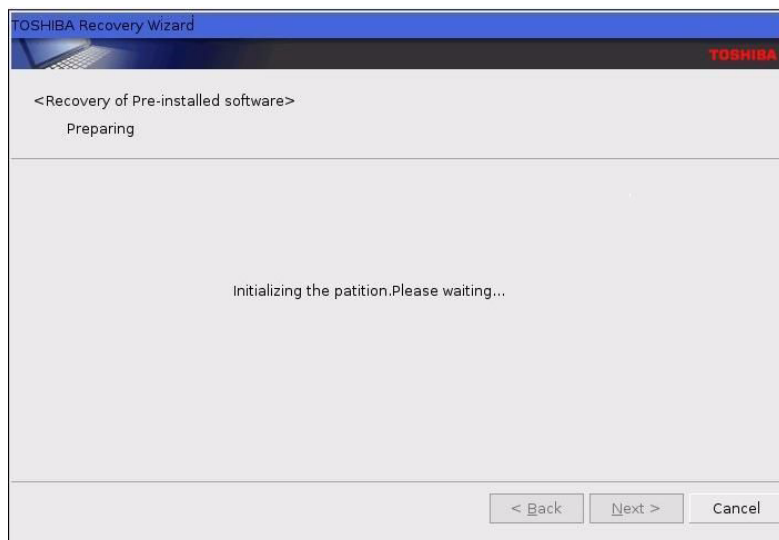 TOSHIBA Recovery Wizard
TOSHIBA
<Recovery of Pre-installed software>
Preparing
Initializing the patition.Please waiting...
< Back Next > Cancel